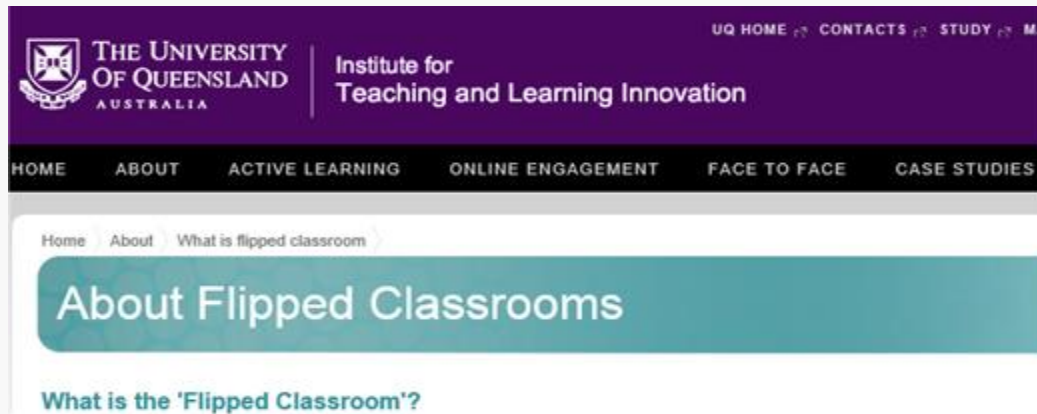 UQ HOME CONTACTS STUDY
THE UNIVERSITY
OF QUEENSLAND
AUSTRALIA
Institute for
Teaching and Learning Innovation
HOME ABOUT ACTIVE LEARNING ONLINE ENGAGEMENT FACE TO FACE CASE STUDIES
Home About What is flipped classroom
About Flipped Classrooms
What is the 'Flipped Classroom'?